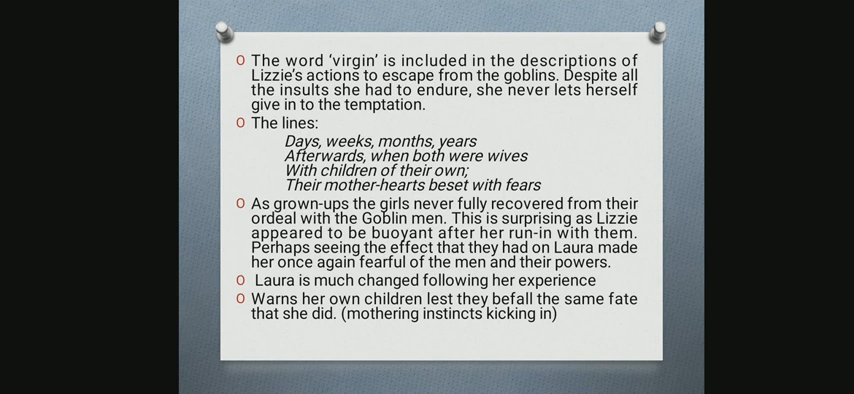 O The word ‘virgin’ is included in the descriptions of
Lizzie’s actions to escape from the goblins. Despite all
the insults she had to endure, she never lets herself
give in to the temptation.
O The lines:
Days, weeks, months, years
Afterwards, when both were wives
With children of their own;
Their mother-hearts beset with fears
O As grown-ups the girls never fully recovered from their
ordeal with the Goblin men. This is surprising as Lizzie
appeared to be buoyant after her run-in with them.
Perhaps seeing the effect that they had on Laura made
her once again fearful of the men and their powers.
O Laura is much changed following her experience
O Warns her own children lest they befall the same fate
that she did. (mothering instincts kicking in)